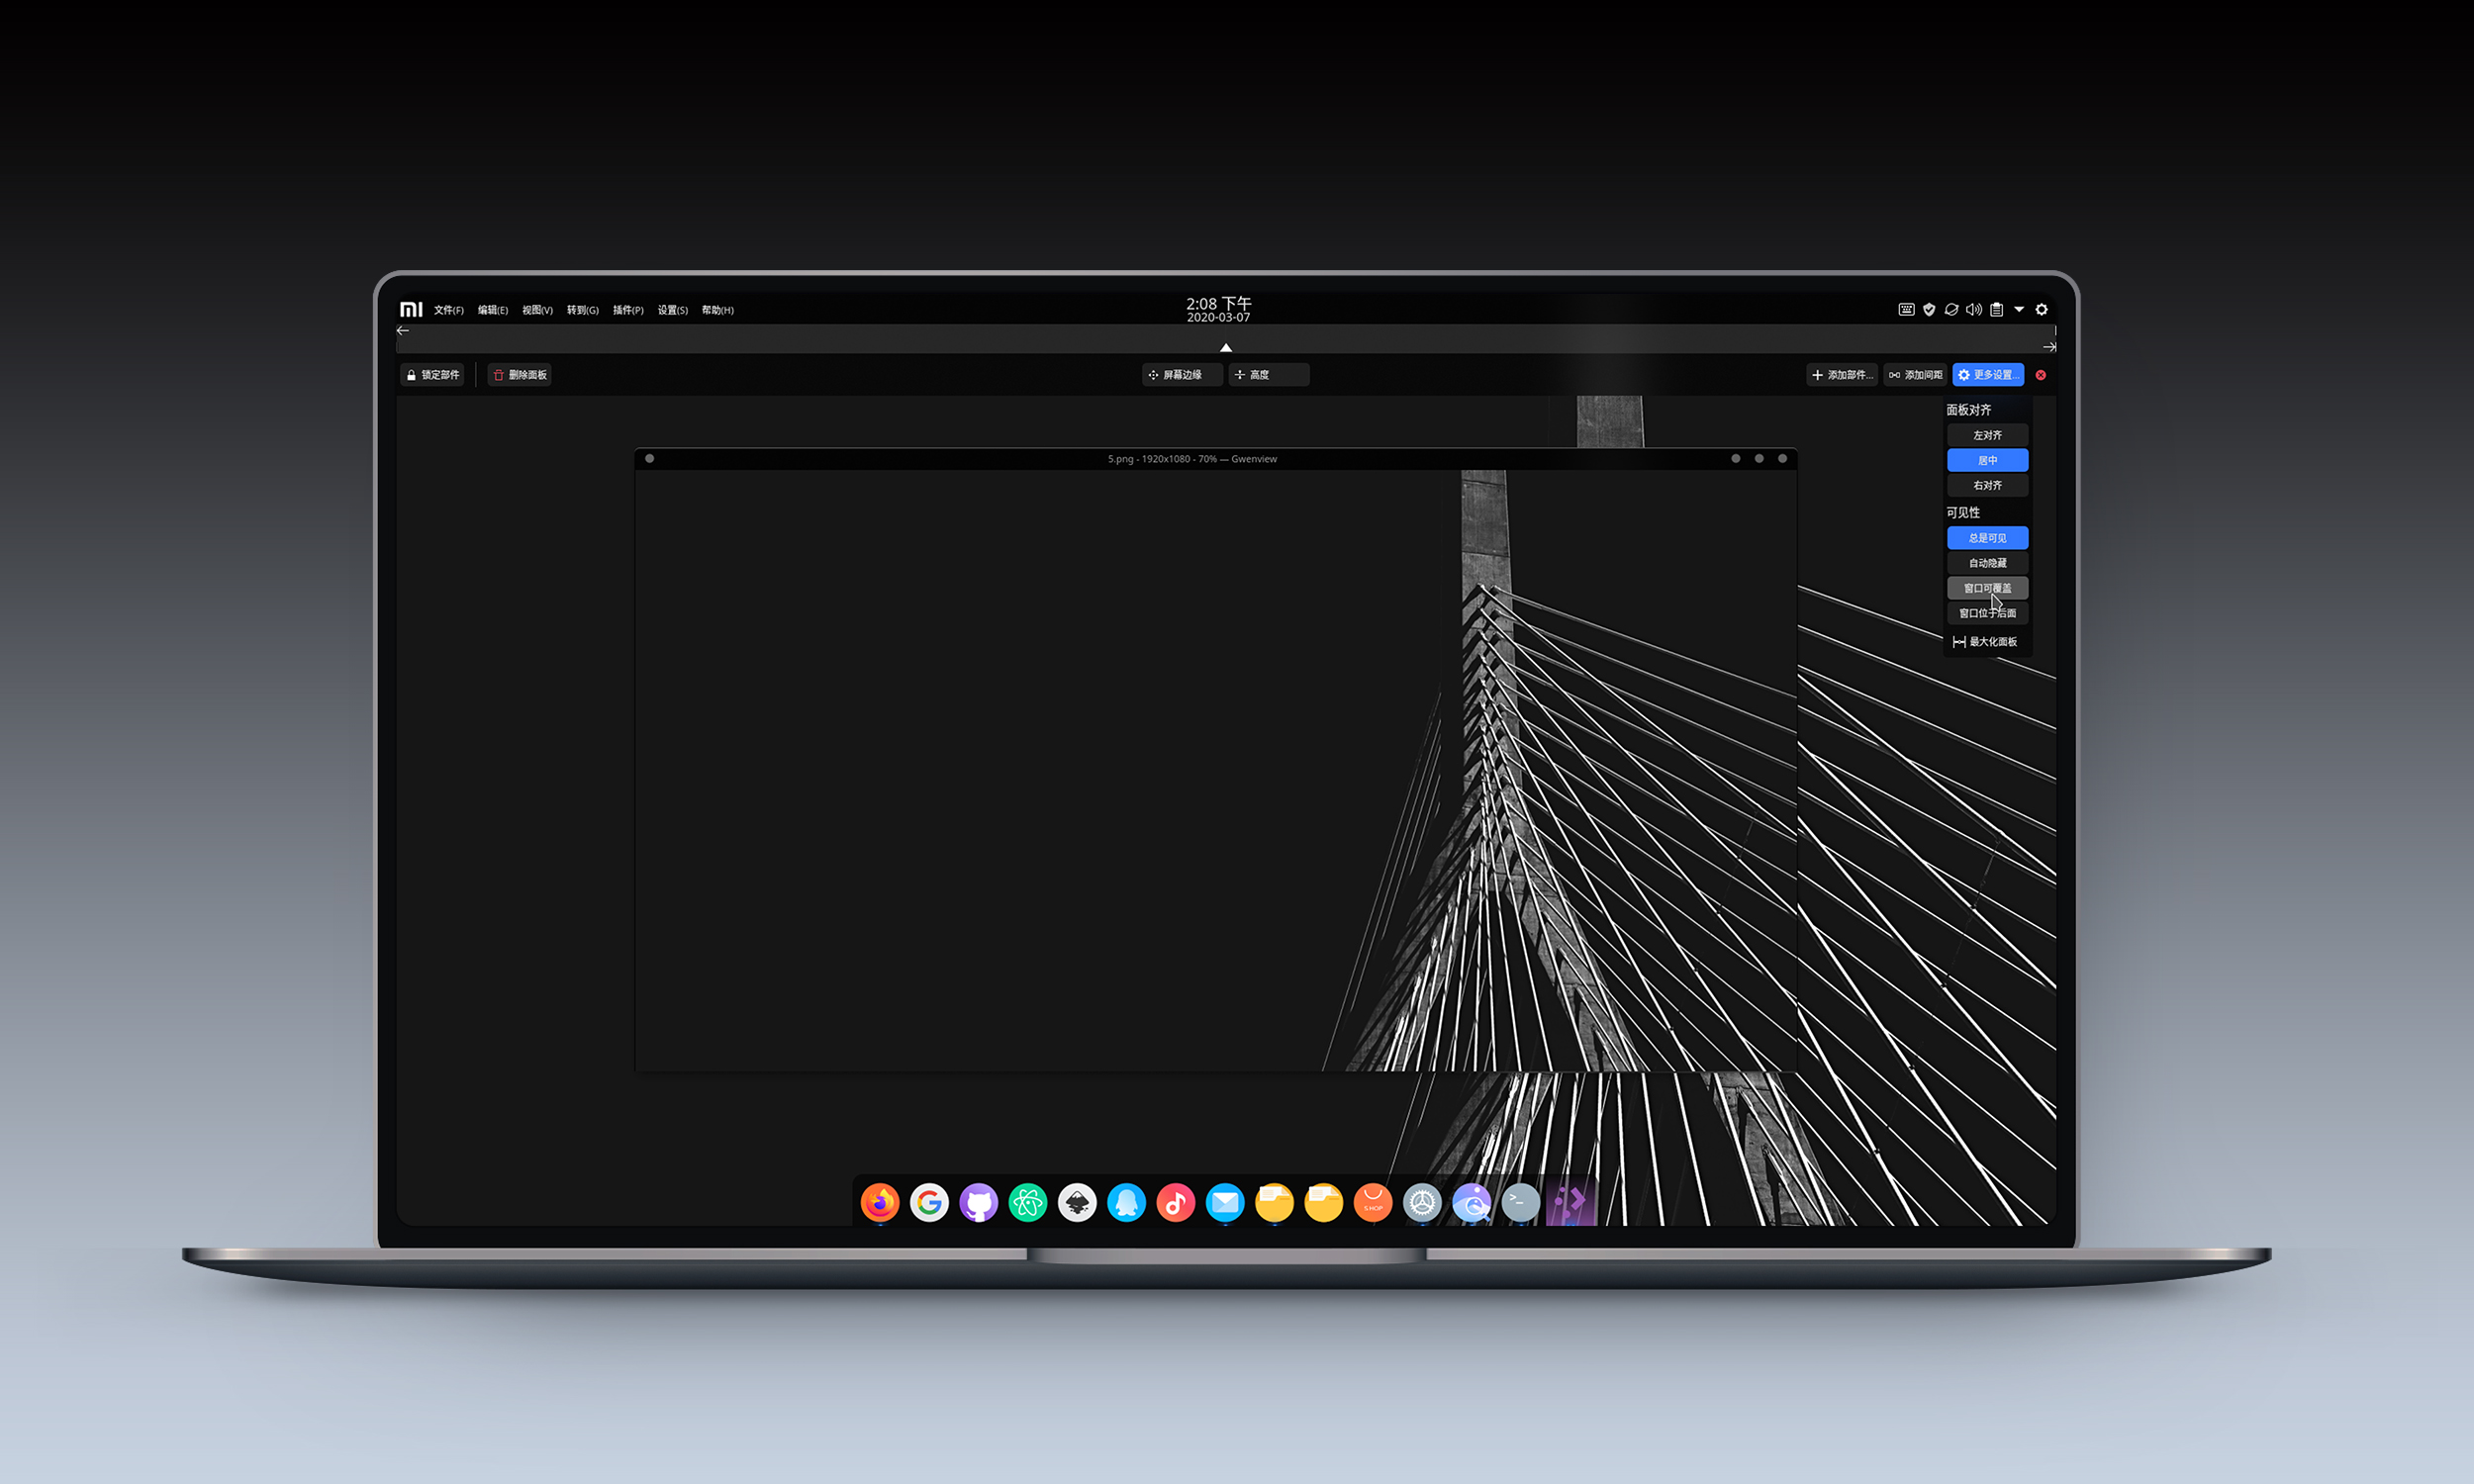 MI 文件(F) 编辑(E) 视图(V) 转到(G) 插件(P) 设置(S) 帮助(H)
2:08 下午
2020-03-07
锁定部件 删除面板 屏幕边缘 高度 添加部件... 添加间距 更多设置...
面板对齐
左对齐
居中
右对齐
可见性
总是可见
自动隐藏
窗口可覆盖
窗口位于后面
最大化面板
5.png - 1920x1080 - 70% — Gwenview
SHOP